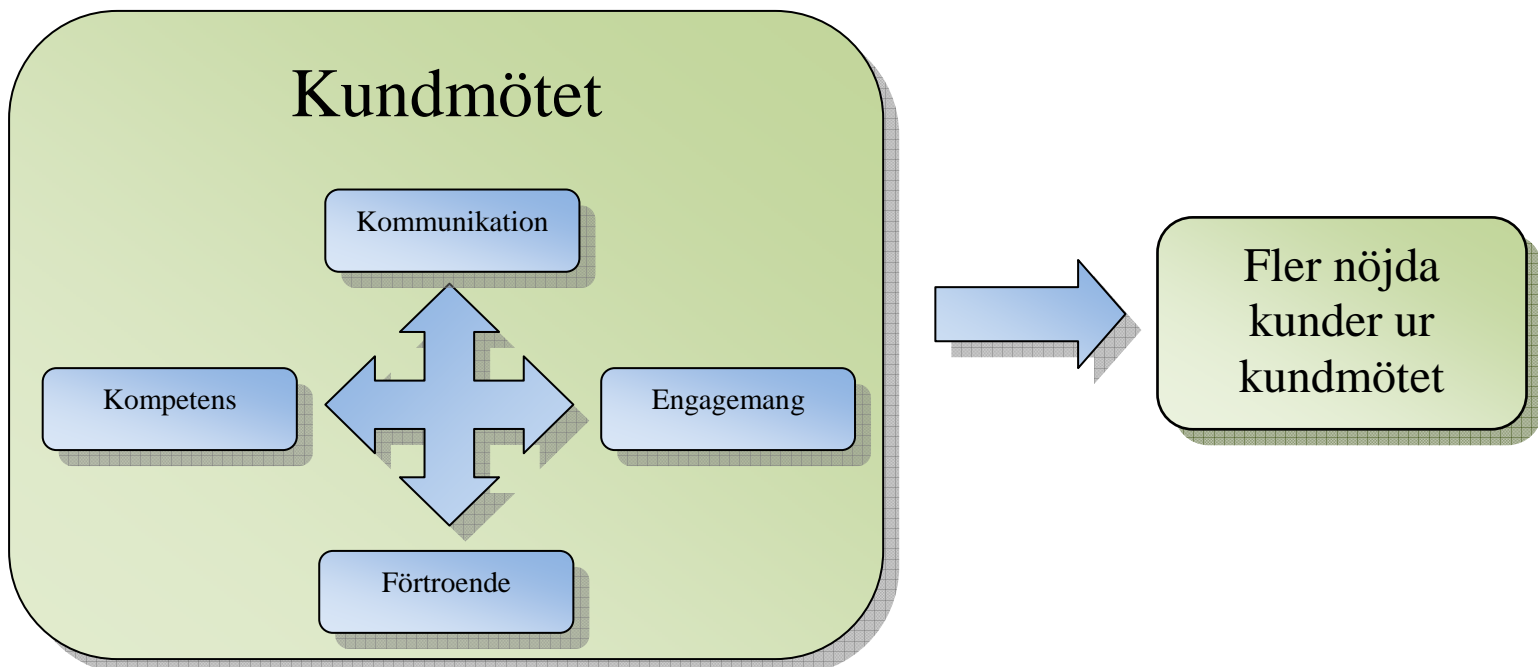 Kundmötet
Kommunikation
Kompetens
Engagemang
Förtroende
Fler nöjda
kunder ur
kundmötet